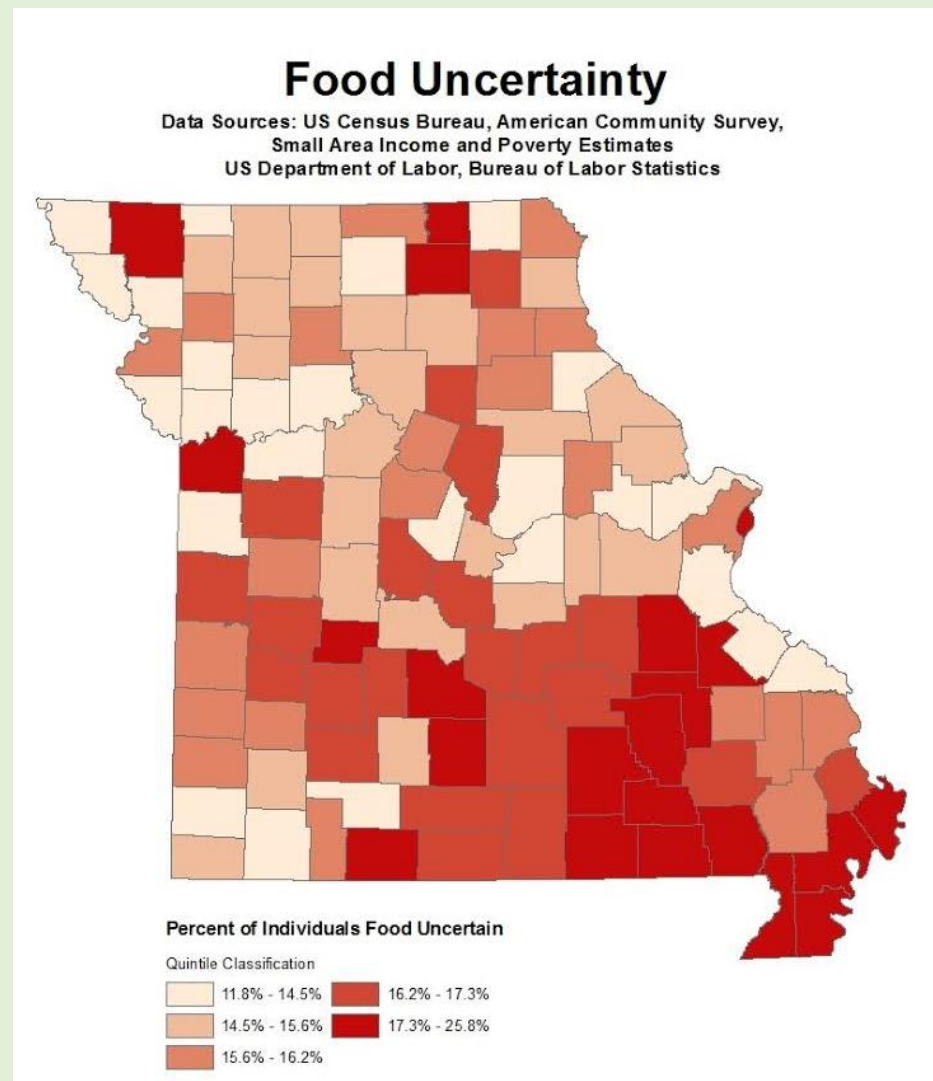 Food Uncertainty
Data Sources: US Census Bureau, American Community Survey,
Small Area Income and Poverty Estimates
US Department of Labor, Bureau of Labor Statistics
Percent of Individuals Food Uncertain
Quintile Classification
11.8% - 14.5%
14.5% - 15.6%
15.6% - 16.2%
16.2% - 17.3%
17.3% - 25.8%